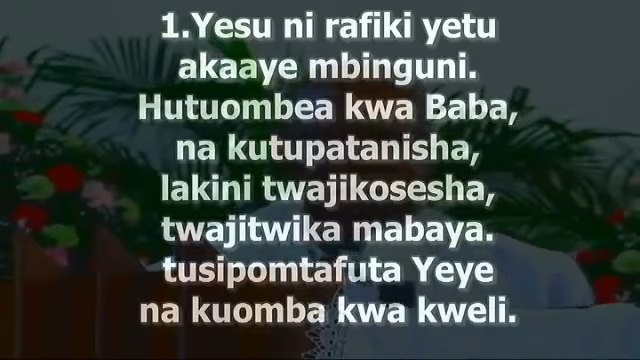 1.Yesu ni rafiki yetu
akaaye mbinguni.
Hutuombea kwa Baba,
na kutupatanisha,
lakini twajikosesha,
twajitwika mabaya.
tusipomtafuta Yeye
na kuomba kwa kweli.